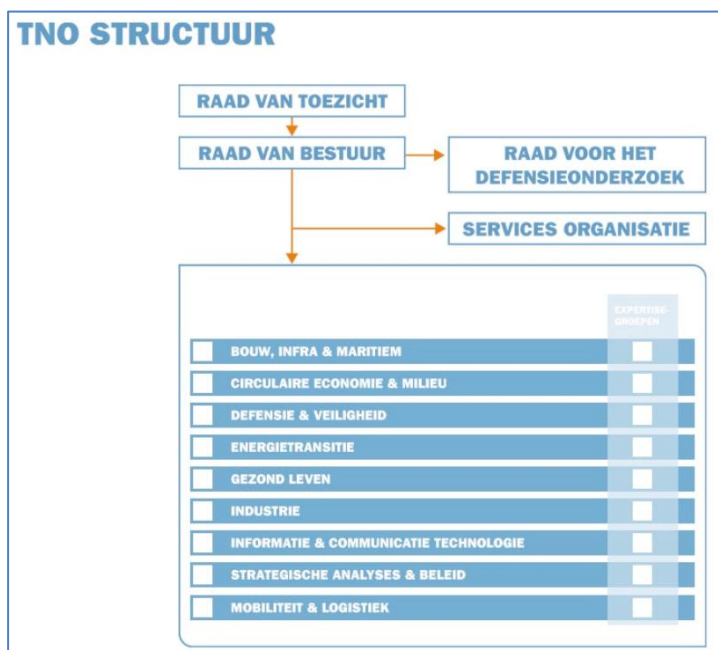 TNO STRUCTUUR
RAAD VAN TOEZICHT
RAAD VAN BESTUUR
RAAD VOOR HET
DEFENSIEONDERZOEK
SERVICES ORGANISATIE
EXPERTISE-
GROEPEN
BOUW, INFRA & MARITIEM
CIRCULAIRE ECONOMIE & MILIEU
DEFENSIE & VEILIGHEID
ENERGIETRANSITIE
GEZOND LEVEN
INDUSTRIE
INFORMATIE & COMMUNICATIE TECHNOLOGIE
STRATEGISCHE ANALYSES & BELEID
MOBILITEIT & LOGISTIEK